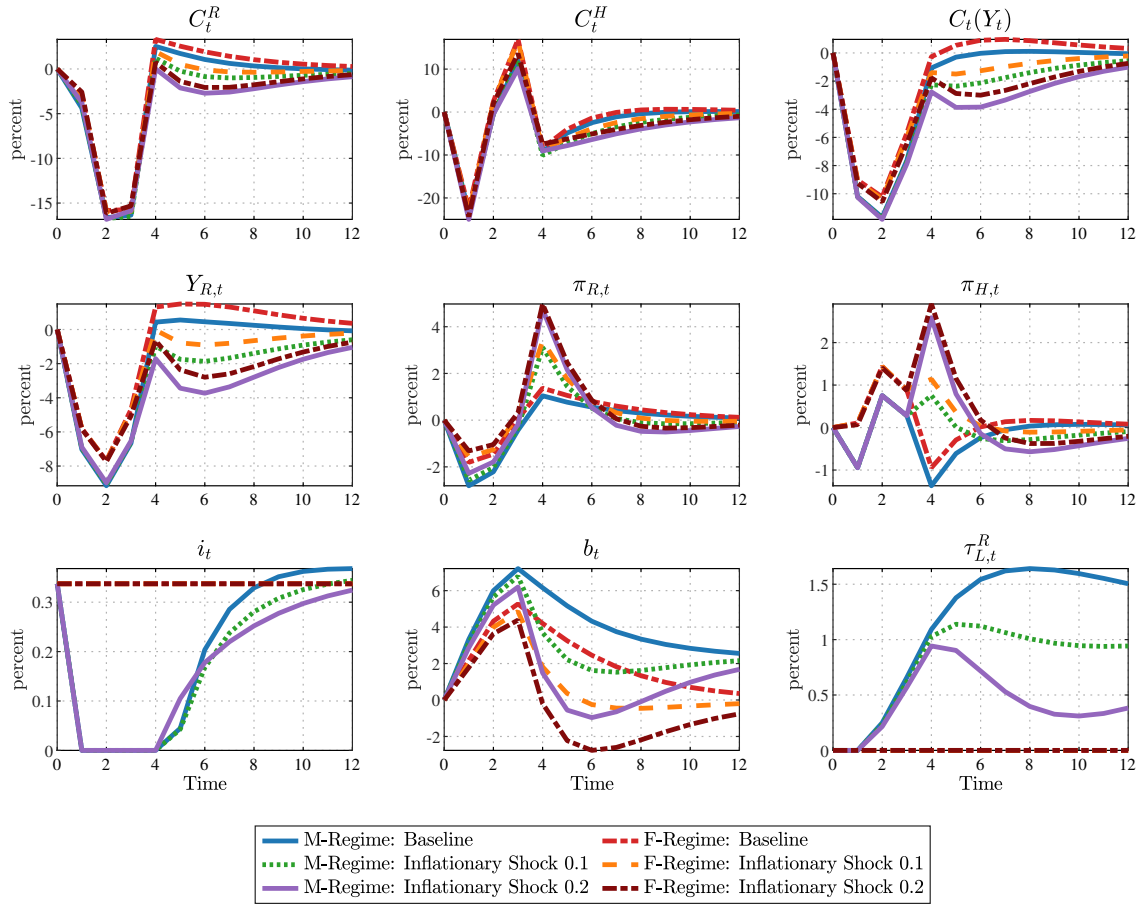 C_t^R C_t^H C_t(Y_t)
percent
0
-5
-10
-15
0 2 4 6 8 10 12
percent
10
0
-10
-20
0 2 4 6 8 10 12
percent
0
-2
-4
-6
-8
-10
0 2 4 6 8 10 12
Y_{R,t} π_{R,t} π_{H,t}
percent
0
-2
-4
-6
-8
0 2 4 6 8 10 12
percent
4
2
0
-2
0 2 4 6 8 10 12
percent
2
1
0
-1
0 2 4 6 8 10 12
i_t b_t τ_{L,t}^R
percent
0.3
0.2
0.1
0
0 2 4 6 8 10 12
Time
percent
6
4
2
0
-2
0 2 4 6 8 10 12
Time
percent
1.5
1
0.5
0
0 2 4 6 8 10 12
Time
M-Regime: Baseline F-Regime: Baseline
M-Regime: Inflationary Shock 0.1 F-Regime: Inflationary Shock 0.1
M-Regime: Inflationary Shock 0.2 F-Regime: Inflationary Shock 0.2